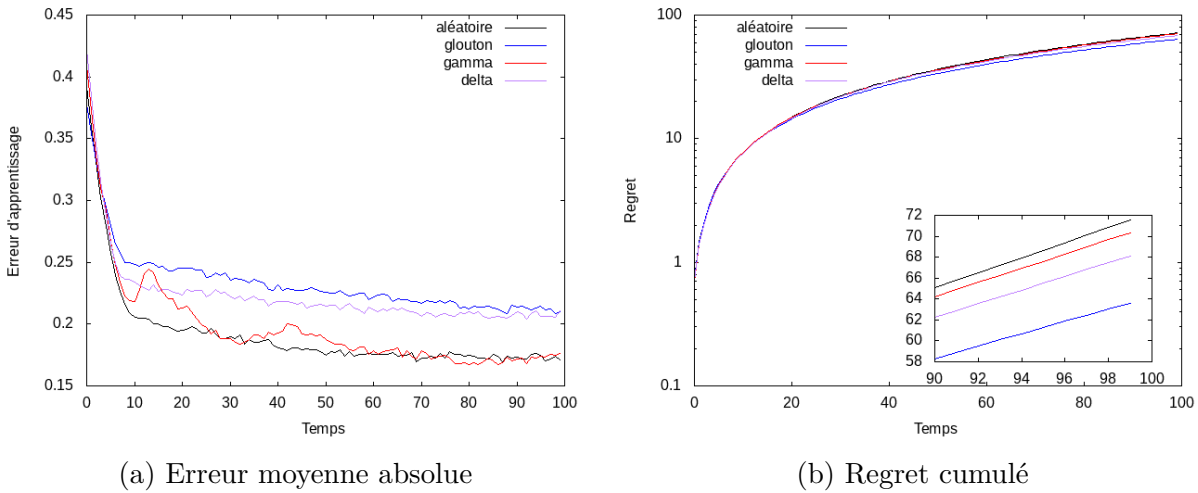 0.45
0.4
0.35
0.3
0.25
0.2
0.15
Erreur d'apprentissage
0 10 20 30 40 50 60 70 80 90 100
Temps
aléatoire
glouton
gamma
delta
(a) Erreur moyenne absolue
100
10
1
0.1
Regret
0 20 40 60 80 100
Temps
aléatoire
glouton
gamma
delta
72
70
68
66
64
62
60
58
90 92 94 96 98 100
(b) Regret cumulé